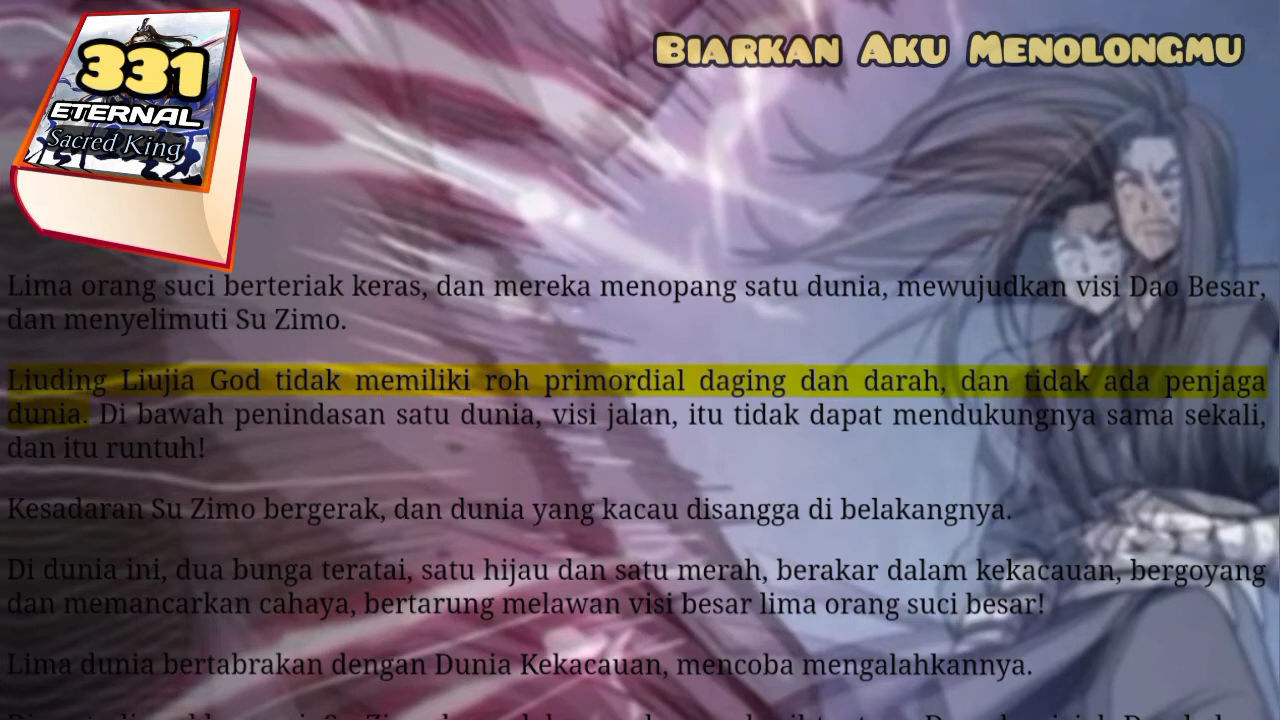 331
ETERNAL
Sacred King
Biarkan Aku Menolongmu
Lima orang suci berteriak keras, dan mereka menopang satu dunia, mewujudkan visi Dao Besar,
dan menyelimuti Su Zimo.
Liuding Liujia God tidak memiliki roh primordial daging dan darah, dan tidak ada penjaga
dunia. Di bawah penindasan satu dunia, visi jalan, itu tidak dapat mendukungnya sama sekali,
dan itu runtuh!
Kesadaran Su Zimo bergerak, dan dunia yang kacau disangga di belakangnya.
Di dunia ini, dua bunga teratai, satu hijau dan satu merah, berakar dalam kekacauan, bergoyang
dan memancarkan cahaya, bertarung melawan visi besar lima orang suci besar!
Lima dunia bertabrakan dengan Dunia Kekacauan, mencoba mengalahkannya.